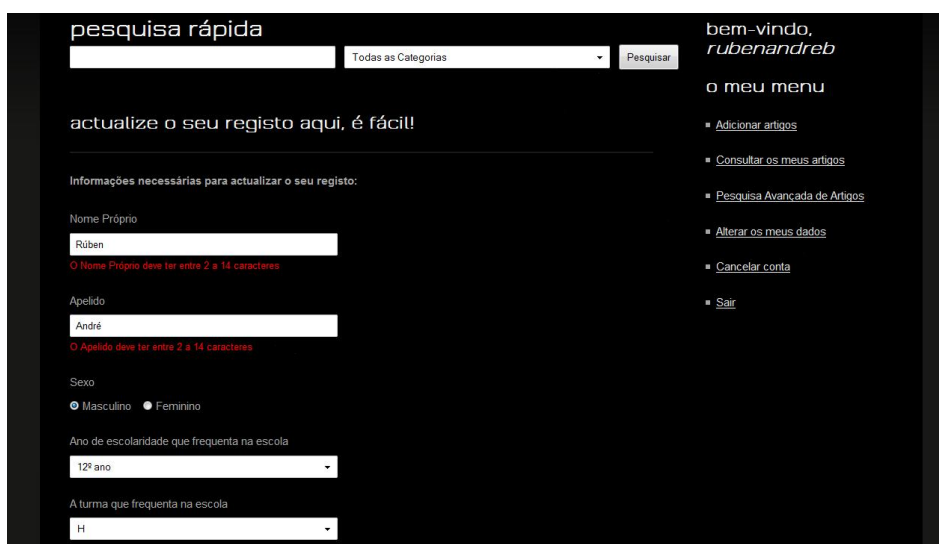 pesquisa rápida
Todas as Categorias
Pesquisar
actualize o seu registo aqui, é fácil!
Informações necessárias para actualizar o seu registo:
Nome Próprio
Rúben
O Nome Próprio deve ter entre 2 a 14 caracteres
Apelido
André
O Apelido deve ter entre 2 a 14 caracteres
Sexo
Masculino Feminino
Ano de escolaridade que frequenta na escola
12º ano
A turma que frequenta na escola
H
bem-vindo,
rubenandreb
o meu menu
Adicionar artigos
Consultar os meus artigos
Pesquisa Avançada de Artigos
Alterar os meus dados
Cancelar conta
Sair